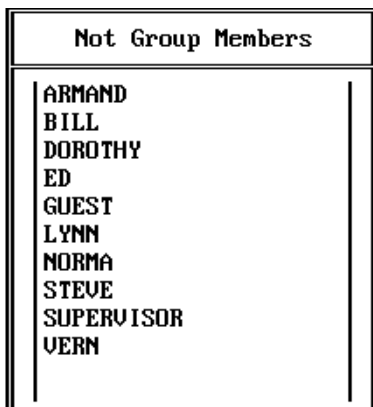 Not Group Members
ARMAND
BILL
DOROTHY
ED
GUEST
LYNN
NORMA
STEVE
SUPERVISOR
VERN